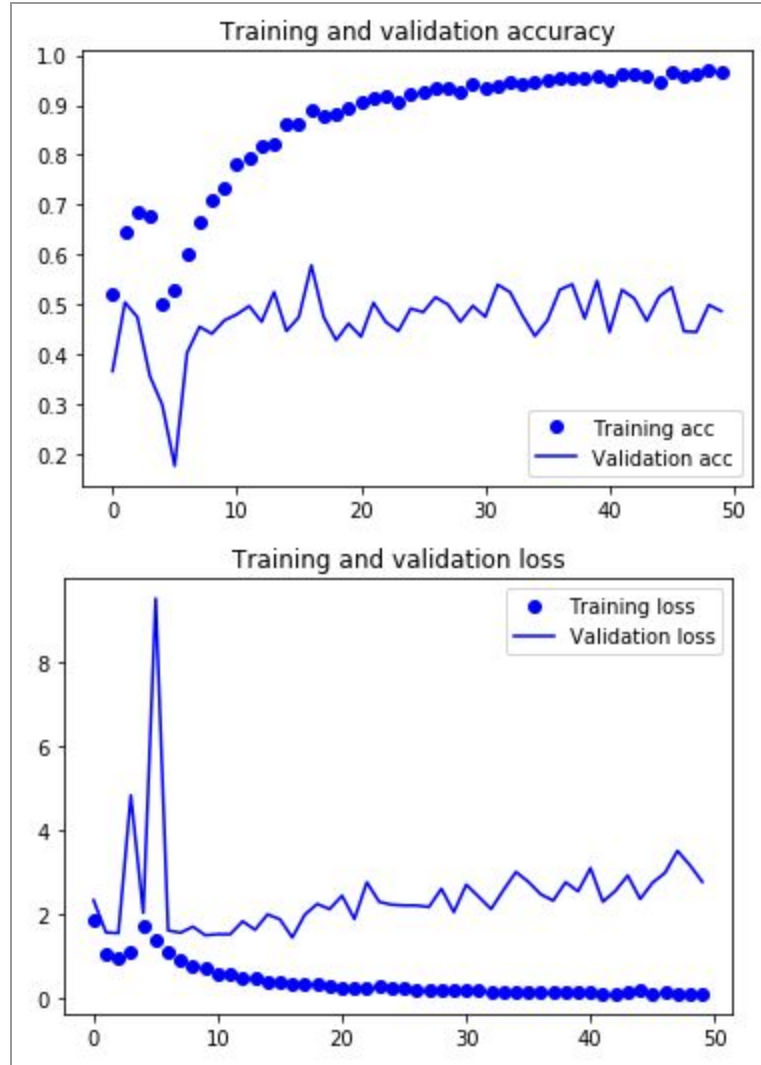 Training and validation accuracy
1.0
0.9
0.8
0.7
0.6
0.5
0.4
0.3
0.2
Training acc
Validation acc
0 10 20 30 40 50
Training and validation loss
Training loss
Validation loss
8
6
4
2
0
0 10 20 30 40 50